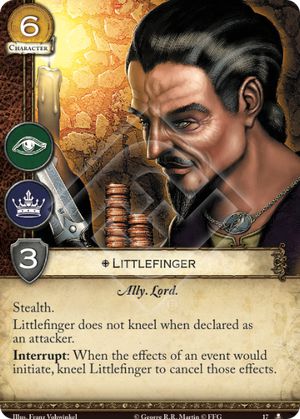 6
CHARACTER
3
LITTLEFINGER
Ally. Lord.
Stealth.
Littlefinger does not kneel when declared as
an attacker.
Interrupt: When the effects of an event would
initiate, kneel Littlefinger to cancel those effects.
Illus. Franz Vohwinkel © George R.R. Martin © FFG 17